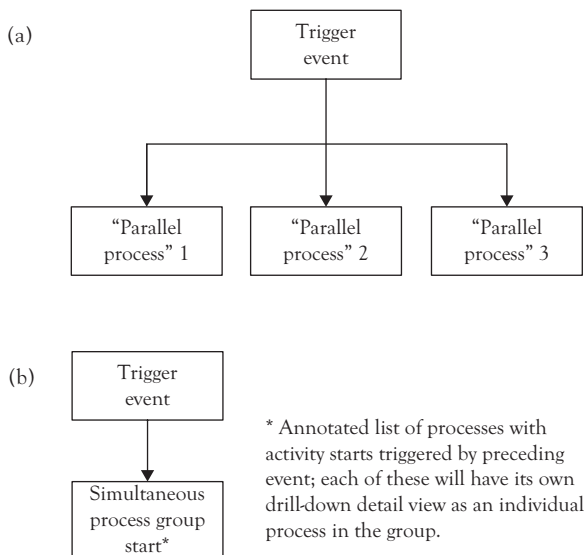 (a)
Trigger
event
“Parallel
process” 1
“Parallel
process” 2
“Parallel
process” 3
(b)
Trigger
event
Simultaneous
process group
start*
* Annotated list of processes with
activity starts triggered by preceding
event; each of these will have its own
drill-down detail view as an individual
process in the group.